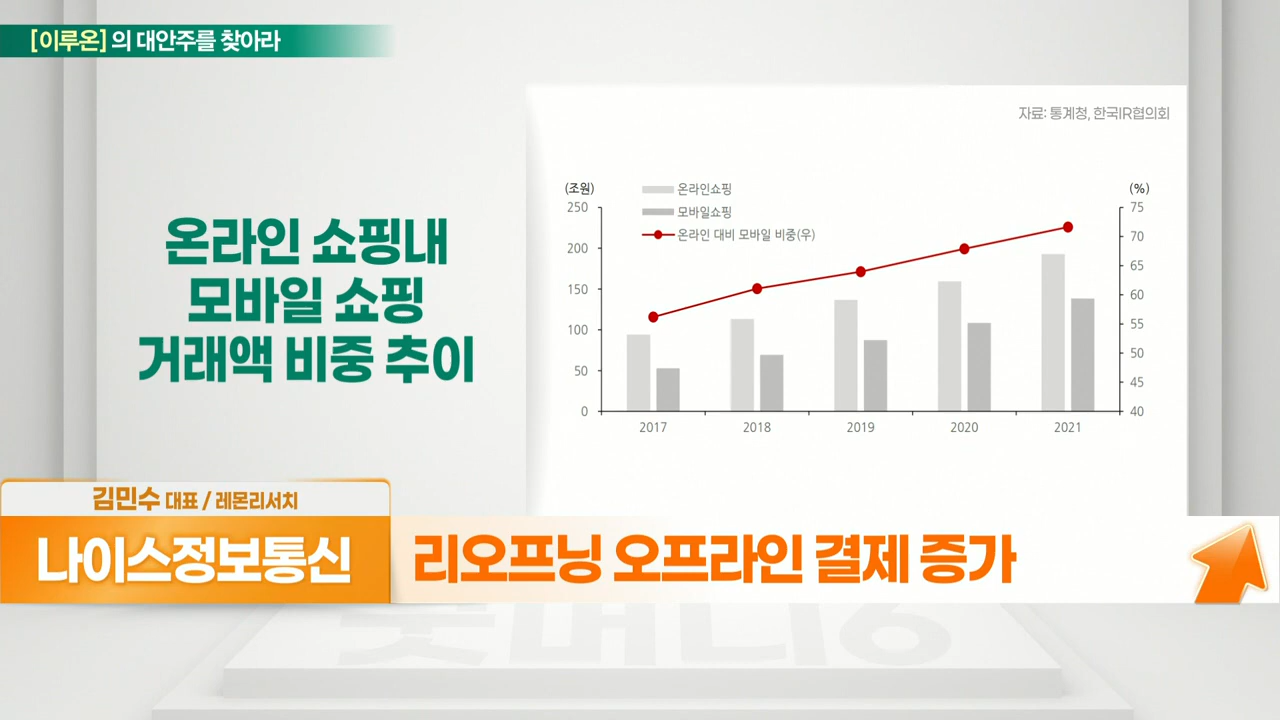 [이루온]의 대안주를 찾아라
자료: 통계청, 한국IR협의회
온라인 쇼핑내
모바일 쇼핑
거래액 비중 추이
(조원)
(%)
온라인쇼핑
모바일쇼핑
온라인 대비 모바일 비중(우)
250
200
150
100
50
0
75
70
65
60
55
50
45
40
2017 2018 2019 2020 2021
김민수 대표 / 레몬리서치
나이스정보통신
리오프닝 오프라인 결제 증가